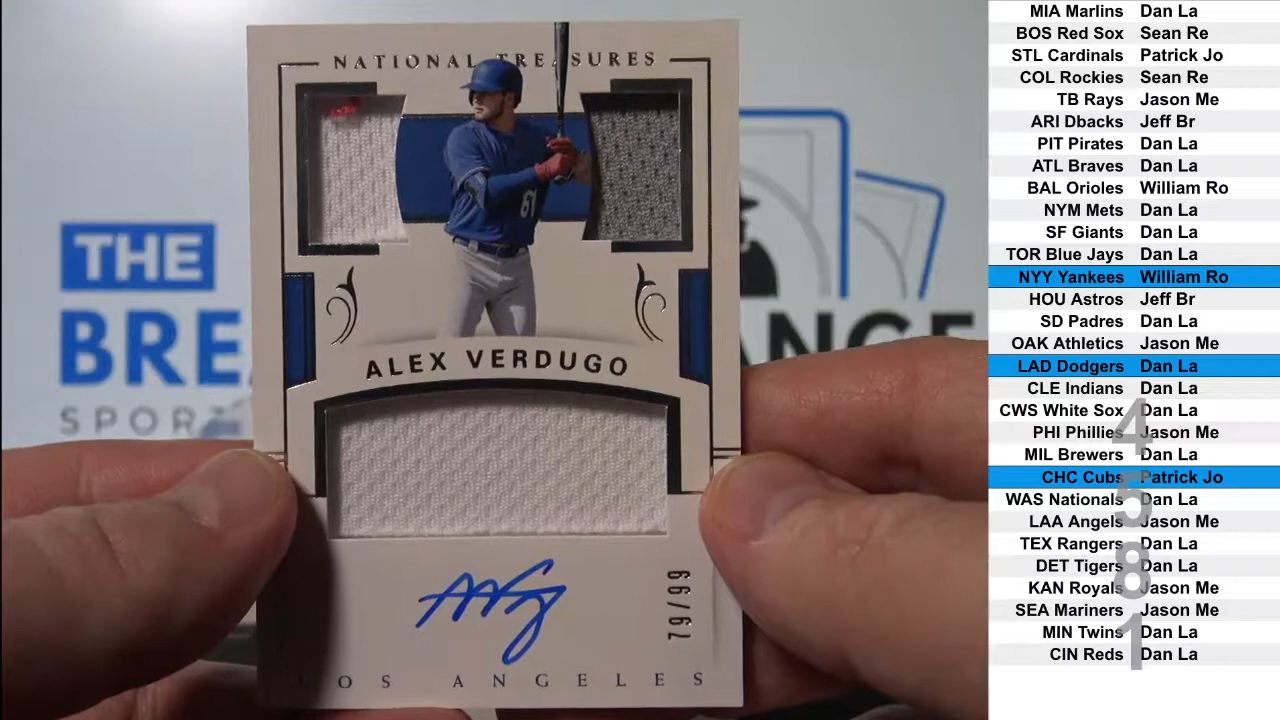 NATIONAL TREASURES
61
ALEX VERDUGO
79/99
LOS ANGELES
THE
BRE
SPORT
ANCE
MIA Marlins Dan La
BOS Red Sox Sean Re
STL Cardinals Patrick Jo
COL Rockies Sean Re
TB Rays Jason Me
ARI Dbacks Jeff Br
PIT Pirates Dan La
ATL Braves Dan La
BAL Orioles William Ro
NYM Mets Dan La
SF Giants Dan La
TOR Blue Jays Dan La
NYY Yankees William Ro
HOU Astros Jeff Br
SD Padres Dan La
OAK Athletics Jason Me
LAD Dodgers Dan La
CLE Indians Dan La
CWS White Sox Dan La
PHI Phillies Jason Me
MIL Brewers Dan La
CHC Cubs Patrick Jo
WAS Nationals Dan La
LAA Angels Jason Me
TEX Rangers Dan La
DET Tigers Dan La
KAN Royals Jason Me
SEA Mariners Jason Me
MIN Twins Dan La
CIN Reds Dan La
4
5
8
1